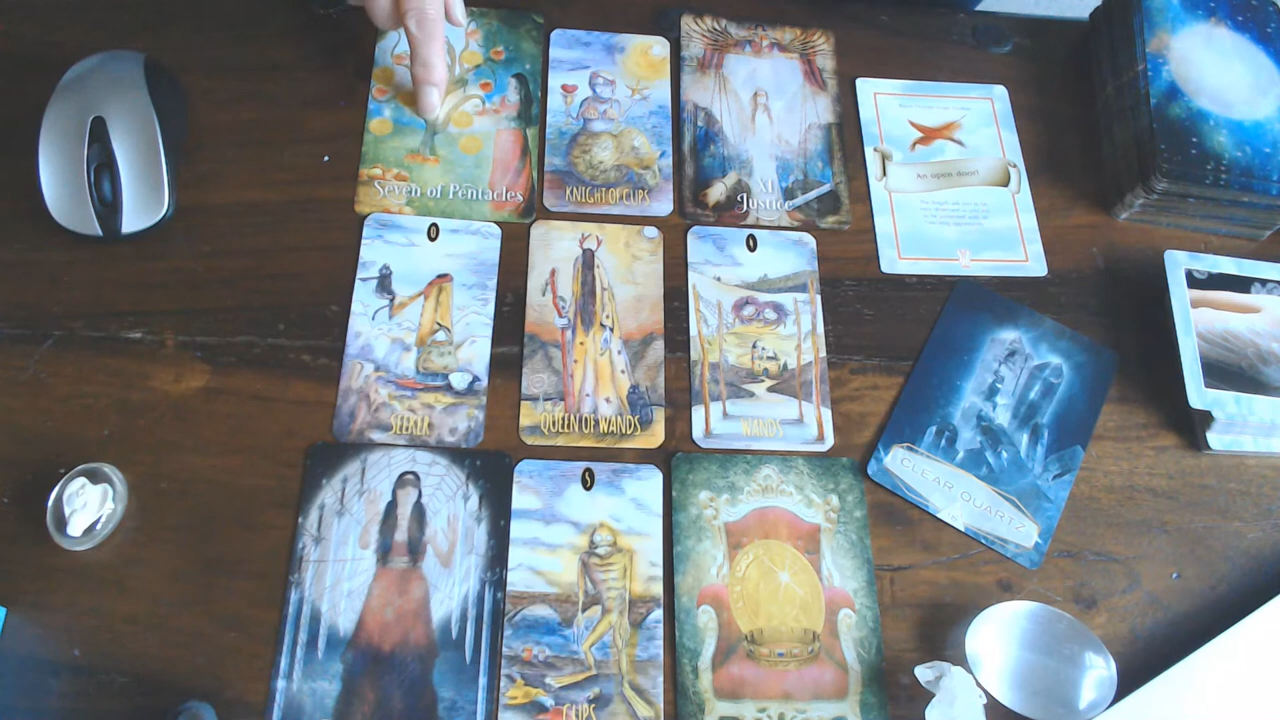 Seven of Pentacles
KNIGHT OF CUPS
XI
Justice
An open door!
0
SEEKER
QUEEN OF WANDS
WANDS
CLEAR QUARTZ
CUPS